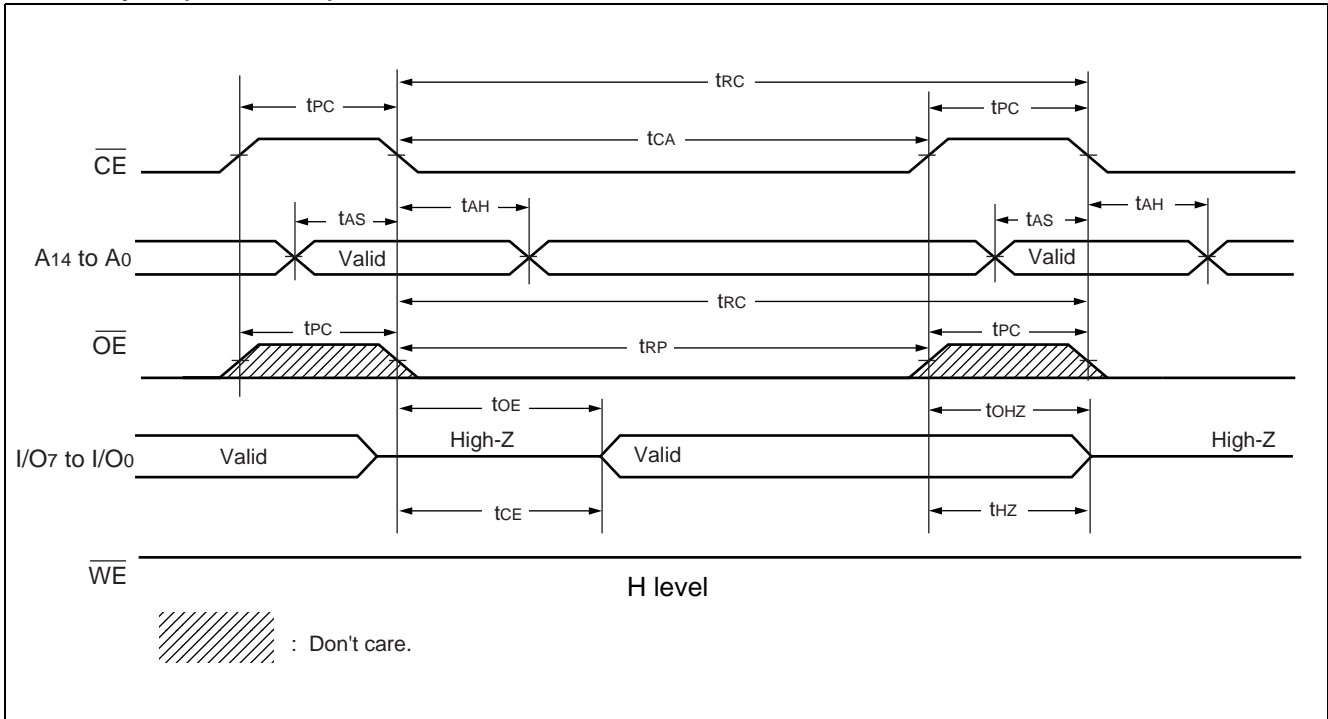 tRC
tPC
tPC
tCA
CE
tAS
tAH
tAS
tAH
A14 to A0
Valid
Valid
tRC
tPC
tPC
OE
tRP
tOE
tOHZ
High-Z
High-Z
I/O7 to I/O0
Valid
Valid
tCE
tHZ
WE
H level
: Don't care.